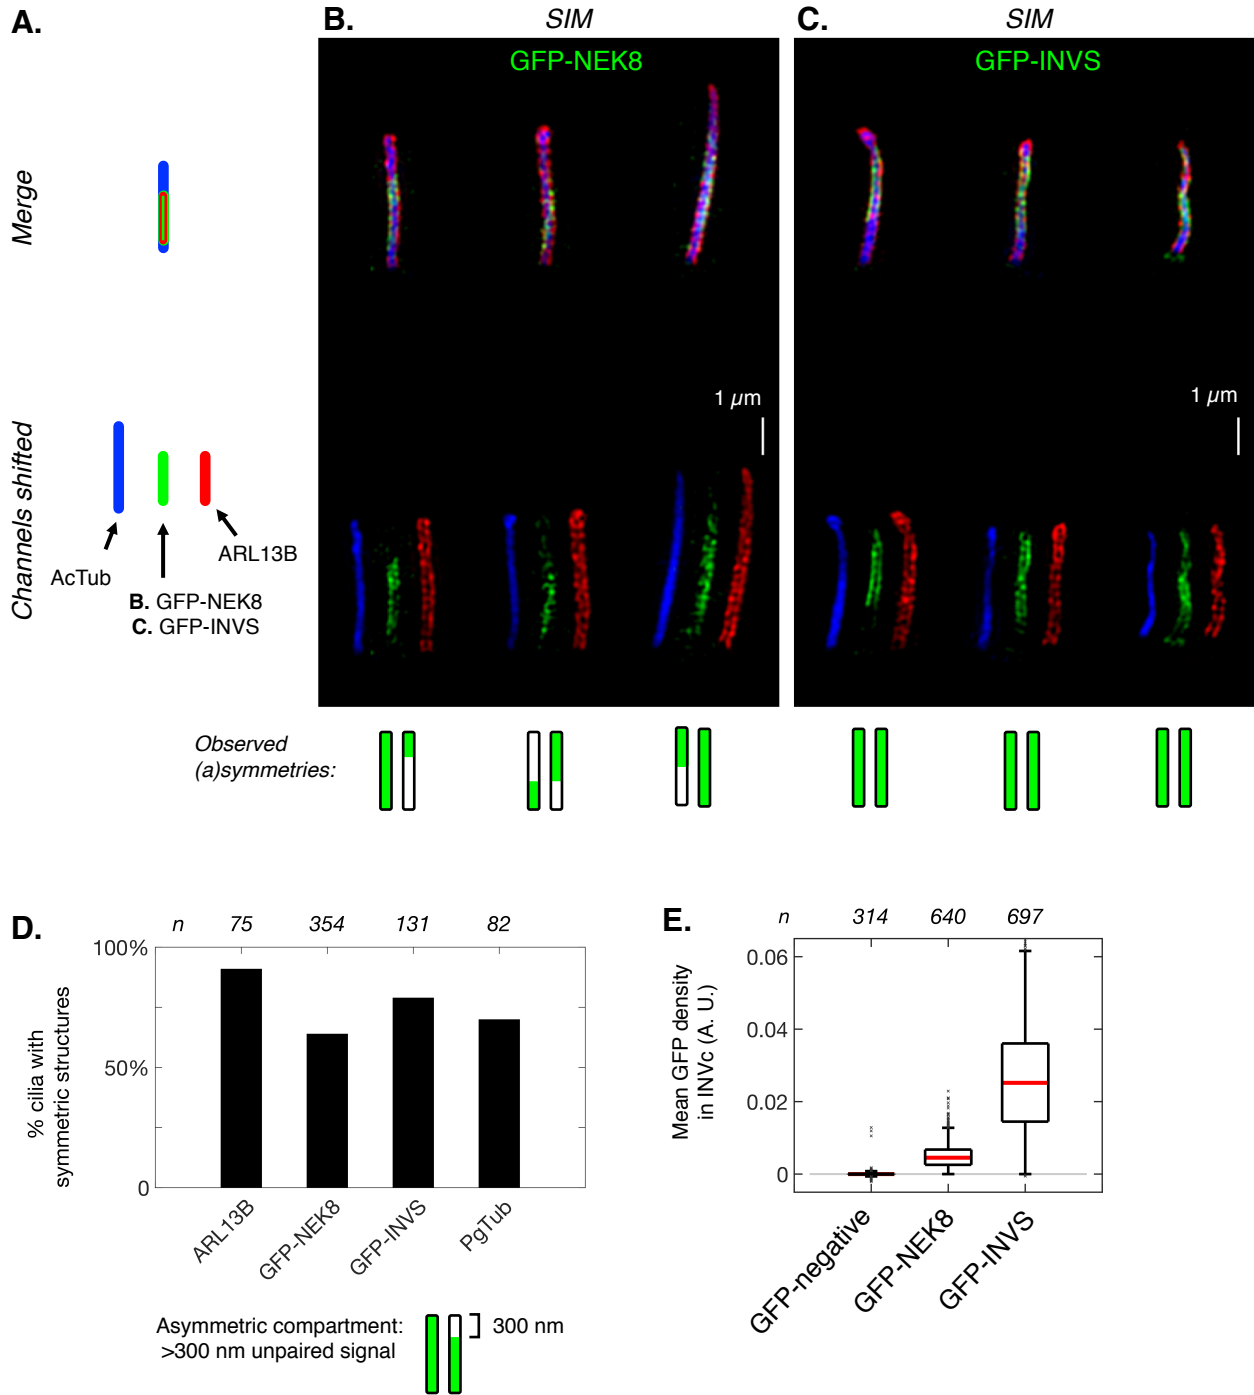 A.
B.
SIM
C.
SIM
GFP-NEK8
GFP-INVS
Merge
1 µm
1 µm
Channels shifted
AcTub
ARL13B
B. GFP-NEK8
C. GFP-INVS
Observed
(a)symmetries:
D.
n 75 354 131 82
100%
50%
0
% cilia with
symmetric structures
ARL13B
GFP-NEK8
GFP-INVS
PgTub
Asymmetric compartment:
>300 nm unpaired signal
300 nm
E.
n 314 640 697
0.06
0.04
0.02
0
Mean GFP density
in INVc (A. U.)
GFP-negative
GFP-NEK8
GFP-INVS